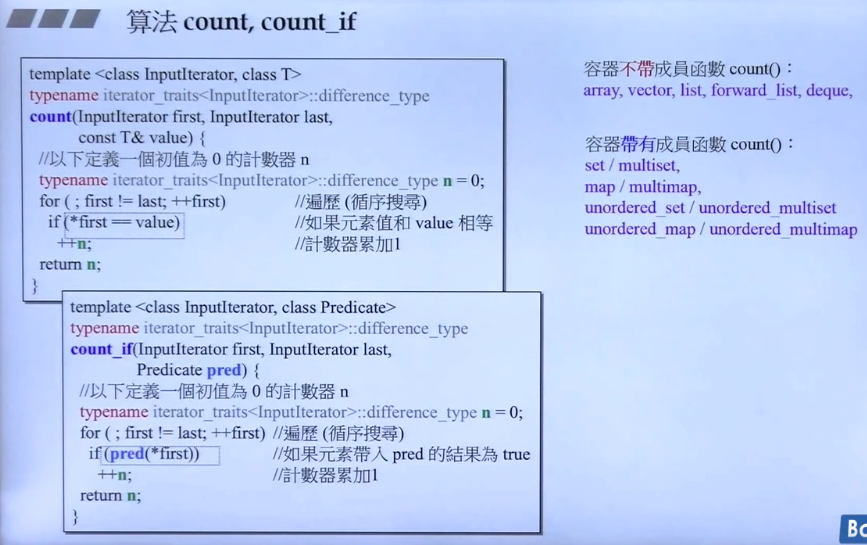 算法 count, count_if
template <class InputIterator, class T>
typename iterator_traits<InputIterator>::difference_type
count(InputIterator first, InputIterator last,
const T& value) {
//以下定義一個初值為 0 的計數器 n
typename iterator_traits<InputIterator>::difference_type n = 0;
for ( ; first != last; ++first) //遍歷 (循序搜尋)
if (*first == value) //如果元素值和 value 相等
++n; //計數器累加1
return n;
}
template <class InputIterator, class Predicate>
typename iterator_traits<InputIterator>::difference_type
count_if(InputIterator first, InputIterator last,
Predicate pred) {
//以下定義一個初值為 0 的計數器 n
typename iterator_traits<InputIterator>::difference_type n = 0;
for ( ; first != last; ++first) //遍歷 (循序搜尋)
if (pred(*first)) //如果元素帶入 pred 的結果為 true
++n; //計數器累加1
return n;
}
容器不帶成員函數 count()：
array, vector, list, forward_list, deque,
容器帶有成員函數 count()：
set / multiset,
map / multimap,
unordered_set / unordered_multiset
unordered_map / unordered_multimap